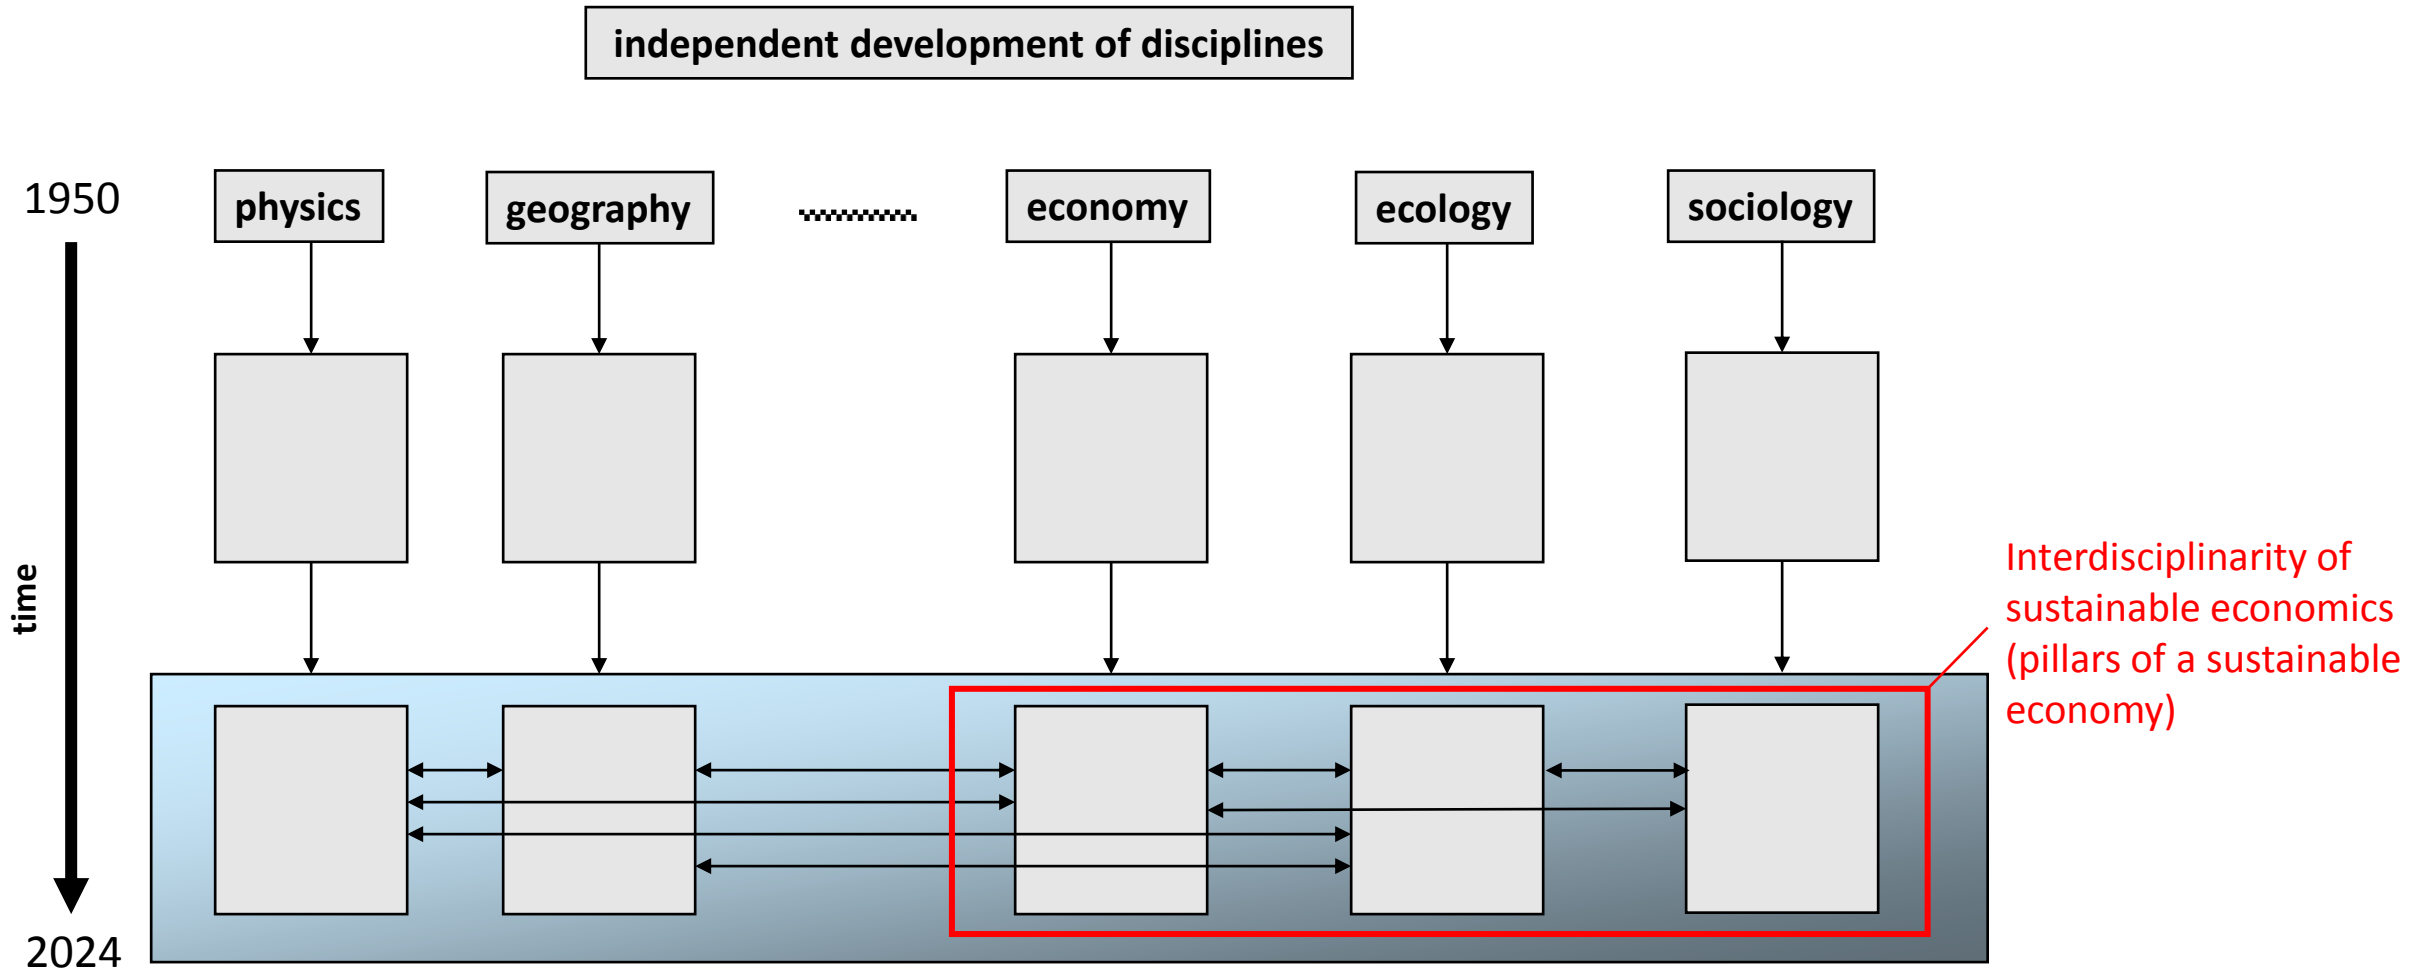 independent development of disciplines
1950
physics
geography
economy
ecology
sociology
time
Interdisciplinarity of
sustainable economics
(pillars of a sustainable
economy)
2024